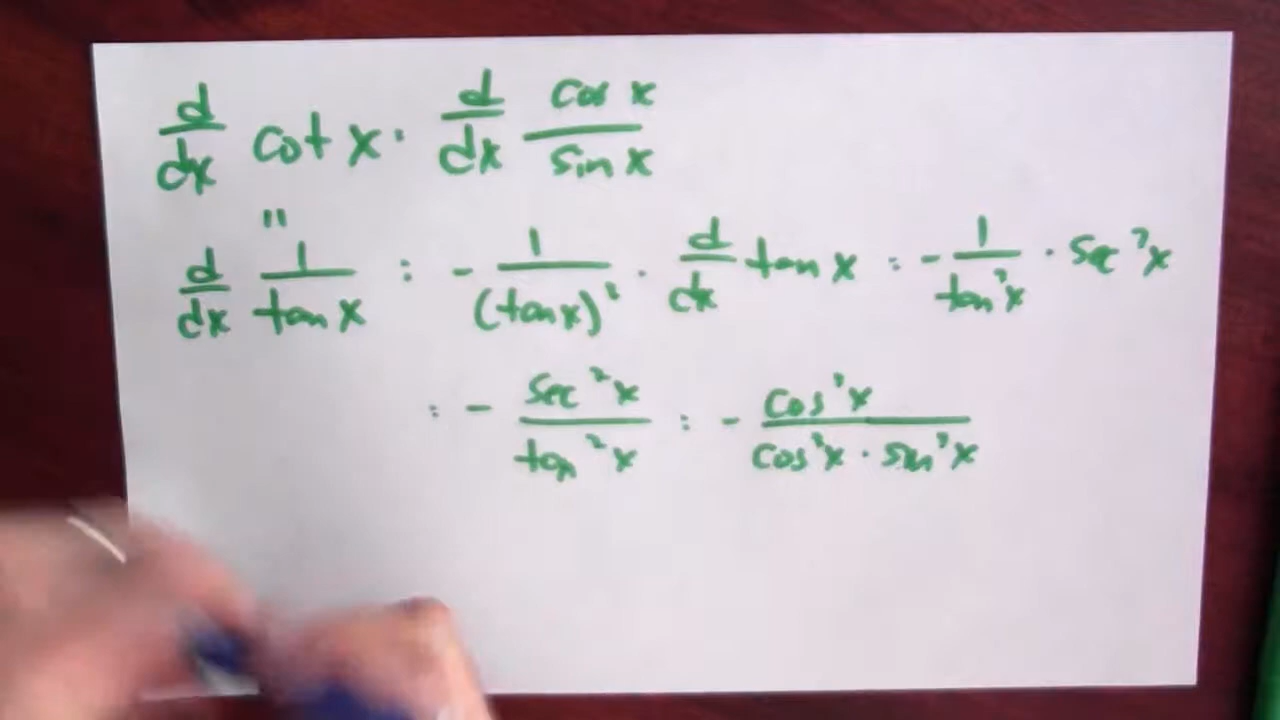 d/dx cot x = d/dx cos x/sin x
"
d/dx 1/tan x = - 1/(tan x)² · d/dx tan x = - 1/tan²x · sec²x
= - sec²x/tan²x = - cos²x/cos²x · sin²x